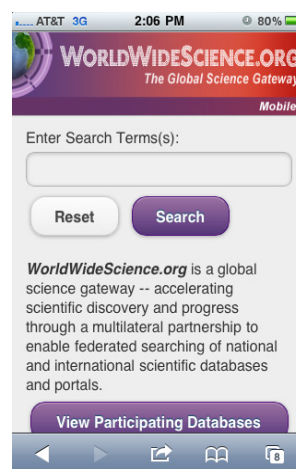 AT&T 3G 2:06 PM 80%
WORLDWIDESCIENCE.ORG
The Global Science Gateway
Mobile
Enter Search Terms(s):
Reset Search
WorldWideScience.org is a global
science gateway -- accelerating
scientific discovery and progress
through a multilateral partnership to
enable federated searching of national
and international scientific databases
and portals.
View Participating Databases
8